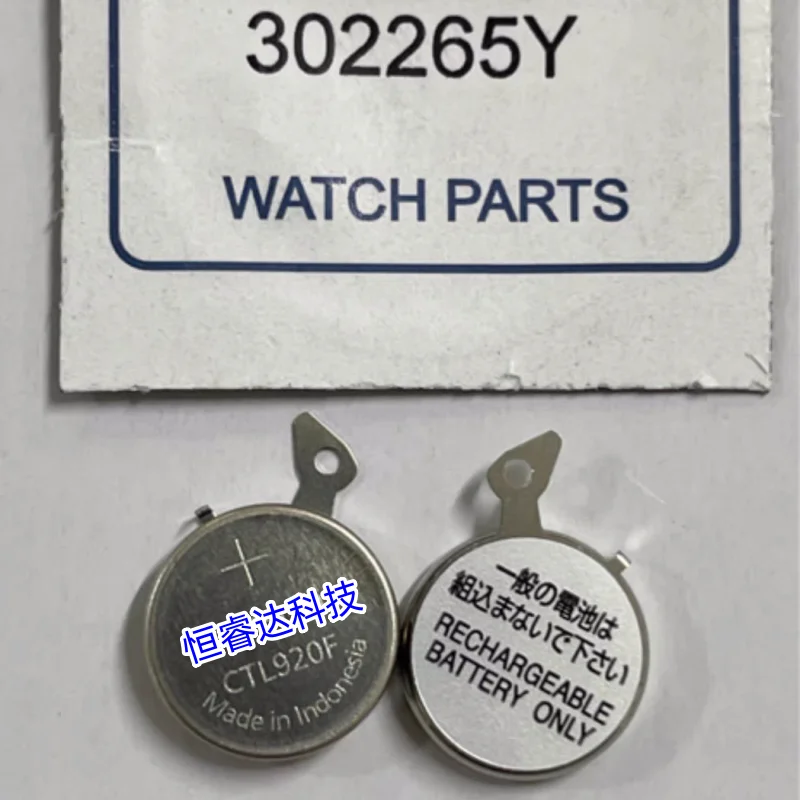 302265Y
WATCH PARTS
+
恒睿达科技
CTL920F
Made in Indonesia
一般の電池は
組込まないで下さい
RECHARGEABLE
BATTERY ONLY